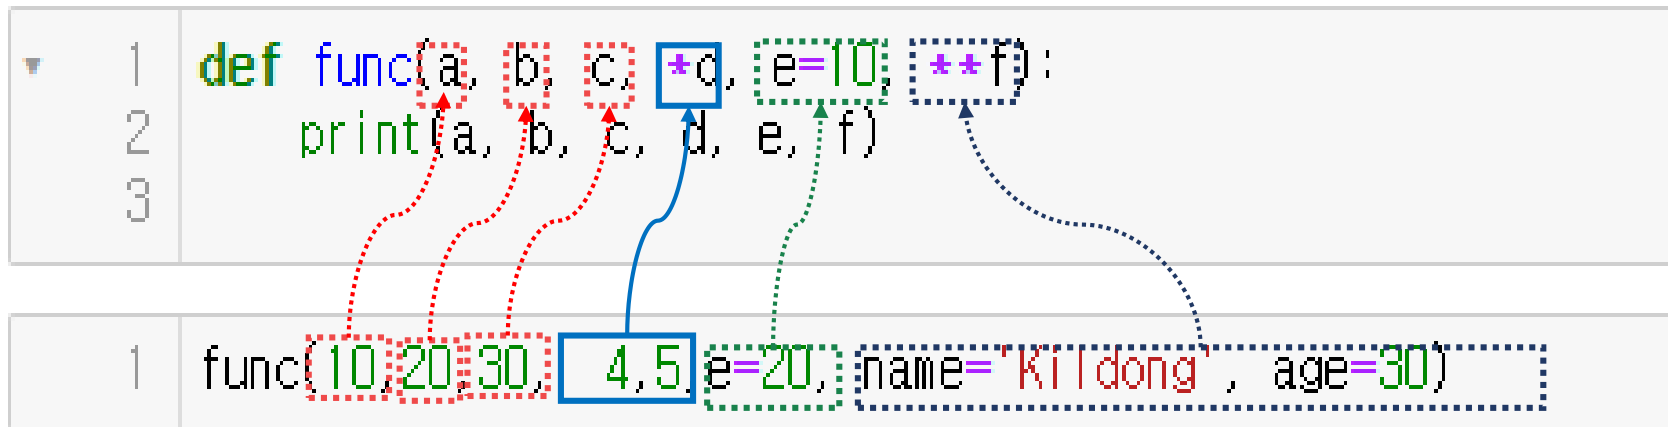 1 def func(a, b, c, *d, e=10, **f):
2 print(a, b, c, d, e, f)
3
1 func(10,20,30, 4,5,e=20, name='Kildong', age=30)